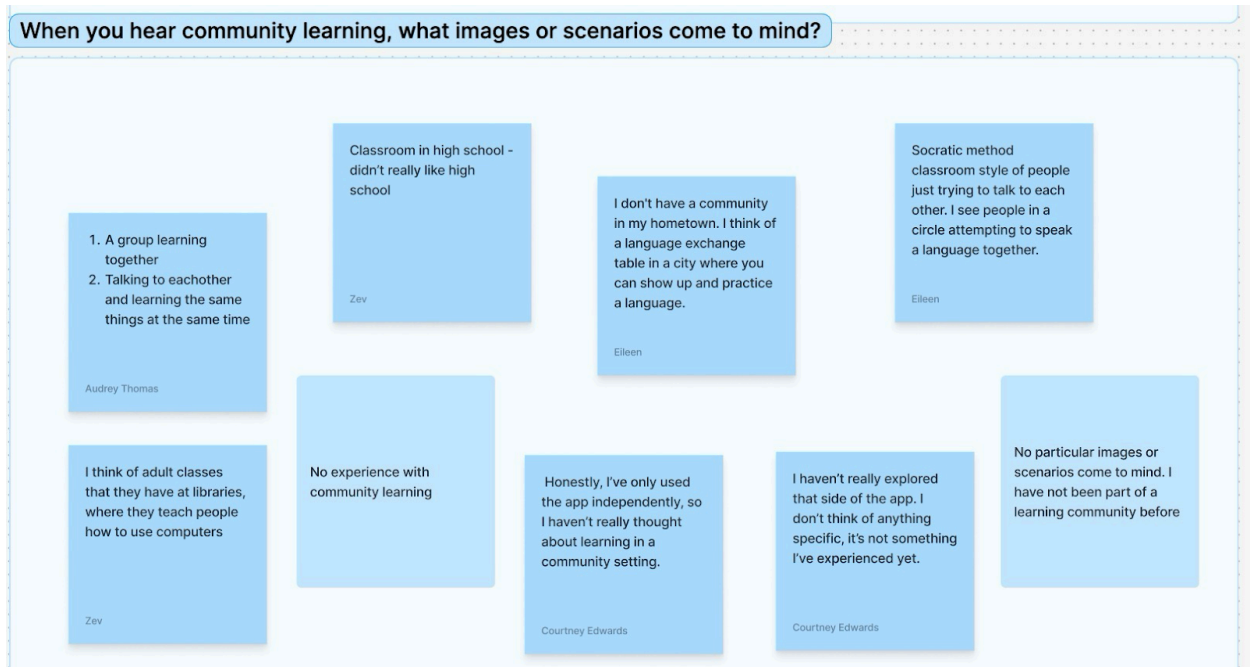 When you hear community learning, what images or scenarios come to mind?
Classroom in high school -
didn't really like high
school
Zev
Socratic method
classroom style of people
just trying to talk to each
other. I see people in a
circle attempting to speak
a language together.
Eileen
I don't have a community
in my hometown. I think of
a language exchange
table in a city where you
can show up and practice
a language.
Eileen
1. A group learning
together
2. Talking to eachother
and learning the same
things at the same time
Audrey Thomas
No experience with
community learning
No particular images or
scenarios come to mind. I
have not been part of a
learning community before
I think of adult classes
that they have at libraries,
where they teach people
how to use computers
Zev
Honestly, I've only used
the app independently, so
I haven't really thought
about learning in a
community setting.
Courtney Edwards
I haven't really explored
that side of the app. I
don't think of anything
specific, it's not something
I've experienced yet.
Courtney Edwards